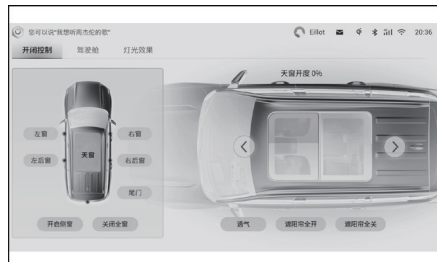 您可以说"我想听周杰伦的歌"
Eillot
20:36
开闭控制
驾驶舱
灯光效果
天窗开度 0%
左窗
右窗
天窗
左后窗
右后窗
尾门
开启侧窗
关闭全窗
透气
遮阳帘全开
遮阳帘全关